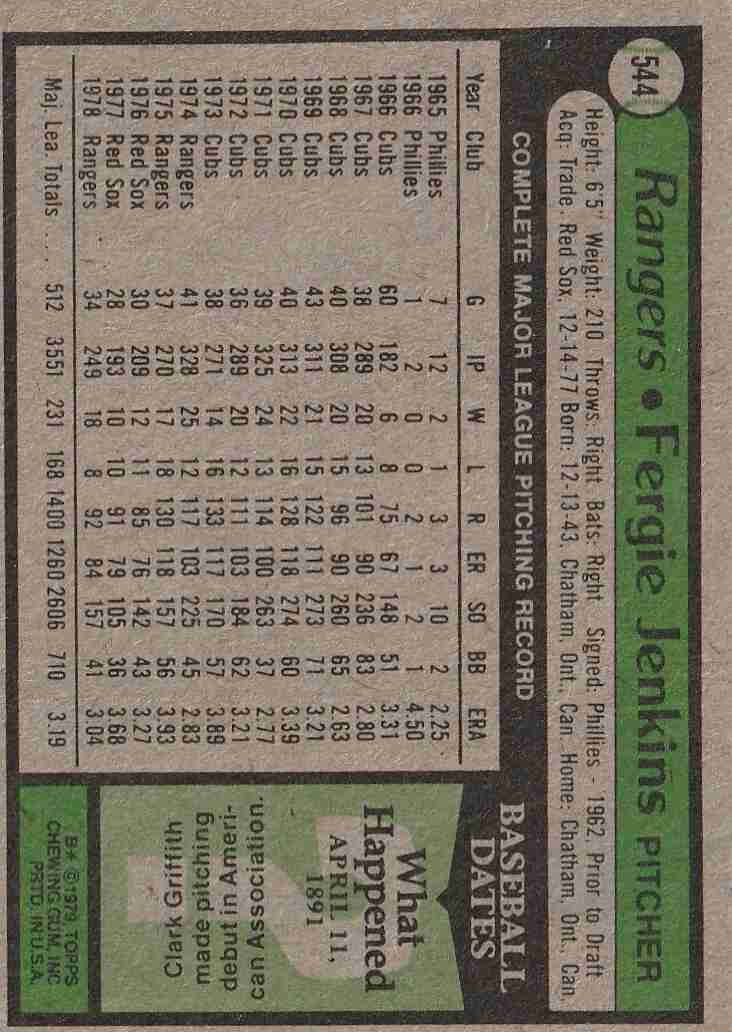 544
Rangers • Fergie Jenkins PITCHER
Height: 6'5" Weight: 210 Throws: Right Bats: Right Signed: Phillies - 1962, Prior to Draft
Acq: Trade, Red Sox, 12-14-77 Born: 12-13-43, Chatham, Ont., Can. Home: Chatham, Ont., Can.
COMPLETE MAJOR LEAGUE PITCHING RECORD
Year Club G IP W L R ER SO BB ERA
1965 Phillies 7 12 2 1 3 3 10 2 2.25
1966 Phillies 1 2 0 0 2 1 2 1 4.50
1966 Cubs 60 182 6 8 75 67 148 51 3.31
1967 Cubs 38 289 20 13 101 90 236 83 2.80
1968 Cubs 40 308 20 15 96 90 260 65 2.63
1969 Cubs 43 311 21 15 122 111 273 71 3.21
1970 Cubs 40 313 22 16 128 118 274 60 3.39
1971 Cubs 39 325 24 13 114 100 263 37 2.77
1972 Cubs 36 289 20 12 111 103 184 62 3.21
1973 Cubs 38 271 14 16 133 117 170 57 3.89
1974 Rangers 41 328 25 12 117 103 225 45 2.83
1975 Rangers 37 270 17 18 130 118 157 56 3.93
1976 Red Sox 30 209 12 11 85 76 142 43 3.27
1977 Red Sox 28 193 10 10 91 79 105 36 3.68
1978 Rangers 34 249 18 8 92 84 157 41 3.04
Maj. Lea. Totals .... 512 3551 231 168 1400 1260 2606 710 3.19
BASEBALL
DATES
What
Happened
APRIL 11,
1891
Clark Griffith
made pitching
debut in Ameri-
can Association.
B* ©1979 TOPPS
CHEWING GUM, INC.
PRTD. IN U.S.A.